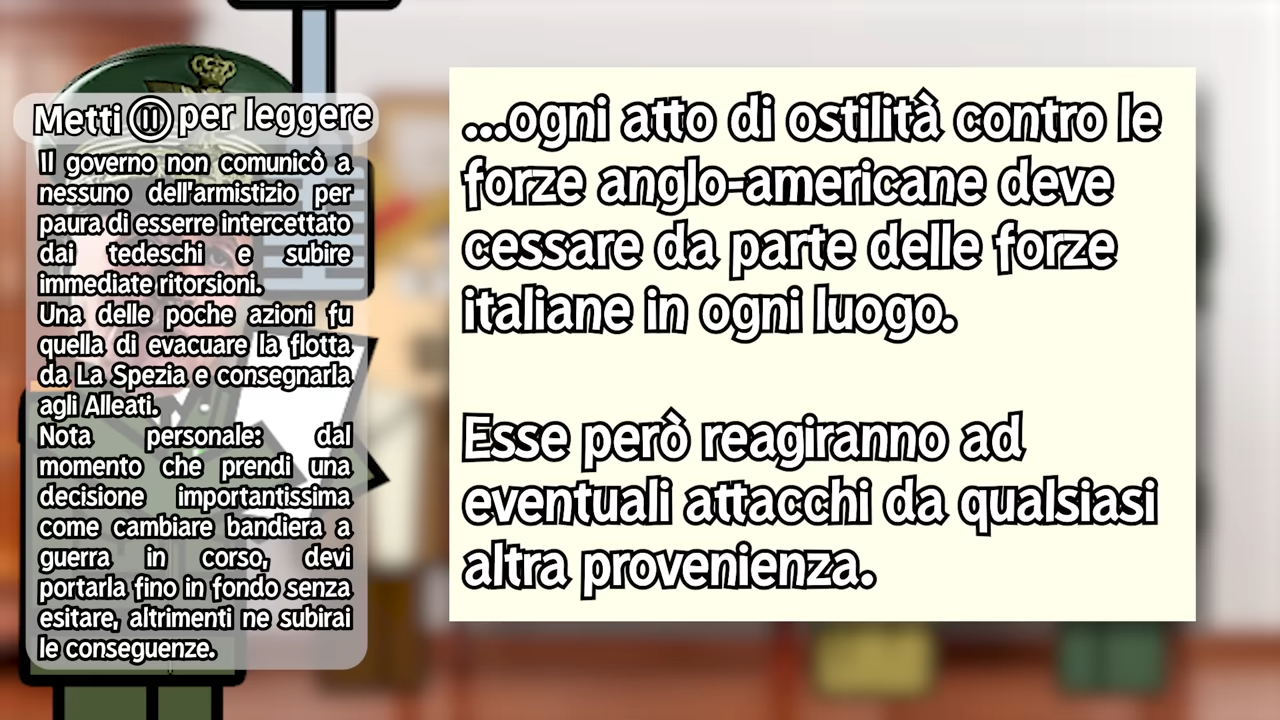 Metti ⏸ per leggere
Il governo non comunicò a
nessuno dell'armistizio per
paura di esserre intercettato
dai tedeschi e subire
immediate ritorsioni.
Una delle poche azioni fu
quella di evacuare la flotta
da La Spezia e consegnarla
agli Alleati.
Nota personale: dal
momento che prendi una
decisione importantissima
come cambiare bandiera a
guerra in corso, devi
portarla fino in fondo senza
esitare, altrimenti ne subirai
le conseguenze.
...ogni atto di ostilità contro le
forze anglo-americane deve
cessare da parte delle forze
italiane in ogni luogo.
Esse però reagiranno ad
eventuali attacchi da qualsiasi
altra provenienza.